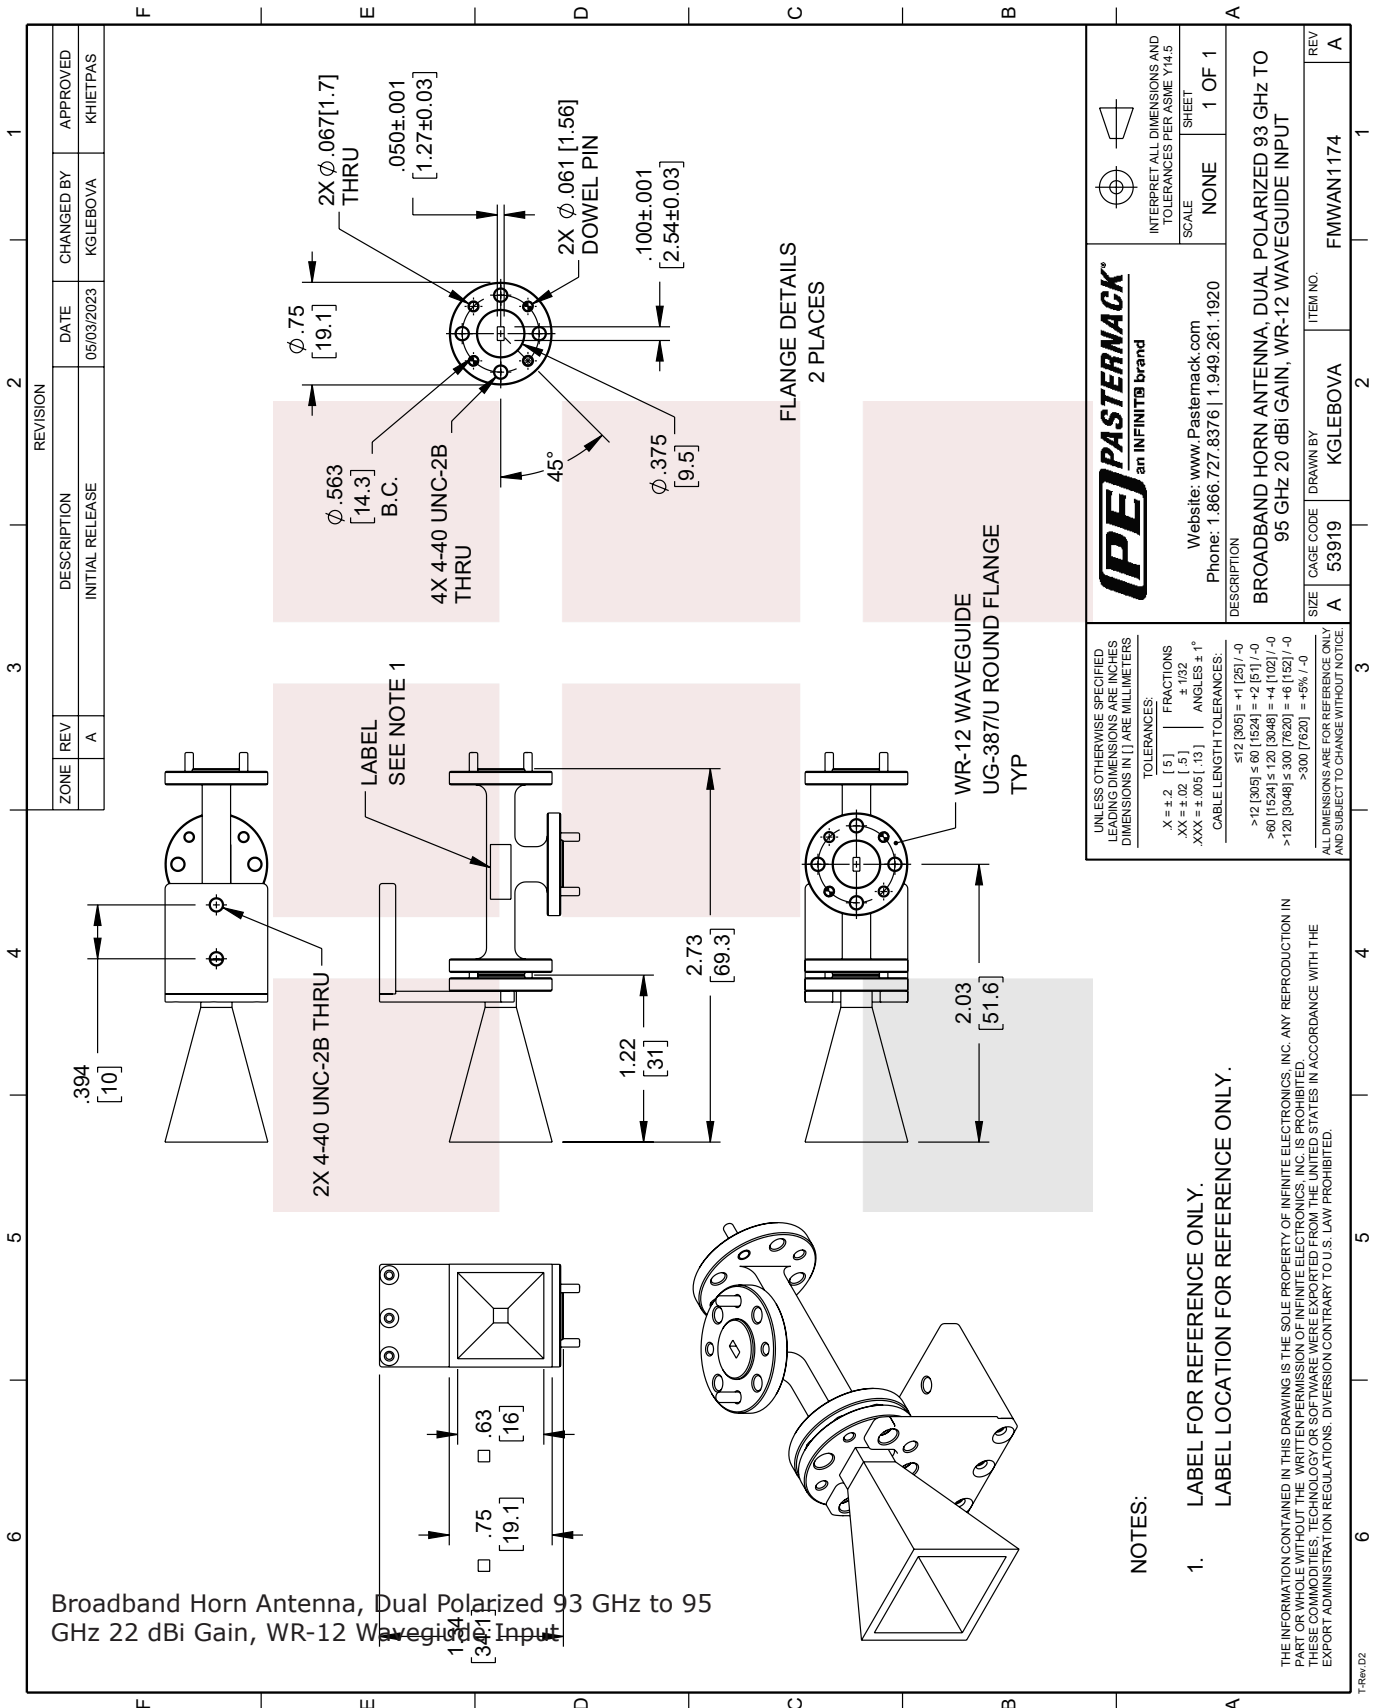 REVISION
ZONE REV DESCRIPTION DATE CHANGED BY APPROVED
A INITIAL RELEASE 05/03/2023 KGLEBOVA KHIETPAS
6 5 4 3 2 1
F
E
D
C
B
A
.394
[10]
2X 4-40 UNC-2B THRU
LABEL
SEE NOTE 1
1.34
[34.1]
□ .75
[19.1]
□ .63
[16]
1.22
[31]
2.73
[69.3]
2.03
[51.6]
WR-12 WAVEGUIDE
UG-387/U ROUND FLANGE
TYP
Ø.563
[14.3]
B.C.
Ø.75
[19.1]
2X Ø.067[1.7]
THRU
.050±.001
[1.27±0.03]
4X 4-40 UNC-2B
THRU
45°
Ø.375
[9.5]
2X Ø.061 [1.56]
DOWEL PIN
.100±.001
[2.54±0.03]
FLANGE DETAILS
2 PLACES
NOTES:
1. LABEL FOR REFERENCE ONLY.
LABEL LOCATION FOR REFERENCE ONLY.
THE INFORMATION CONTAINED IN THIS DRAWING IS THE SOLE PROPERTY OF INFINITE ELECTRONICS, INC. ANY REPRODUCTION IN
PART OR WHOLE WITHOUT THE WRITTEN PERMISSION OF INFINITE ELECTRONICS, INC. IS PROHIBITED.
THESE COMMODITIES, TECHNOLOGY OR SOFTWARE WERE EXPORTED FROM THE UNITED STATES IN ACCORDANCE WITH THE
EXPORT ADMINISTRATION REGULATIONS. DIVERSION CONTRARY TO U.S. LAW PROHIBITED.
UNLESS OTHERWISE SPECIFIED
LEADING DIMENSIONS ARE INCHES
DIMENSIONS IN [ ] ARE MILLIMETERS
TOLERANCES:
.X = ±.2 [.5] FRACTIONS
.XX = ±.02 [.5] ± 1/32
.XXX = ±.005 [.13] ANGLES ± 1°
CABLE LENGTH TOLERANCES:
≤12 [305] = +1 [25] / -0
>12 [305] ≤ 60 [1524] = +2 [51] / -0
>60 [1524] ≤ 120 [3048] = +4 [102] / -0
>120 [3048] ≤ 300 [7620] = +6 [152] / -0
>300 [7620] = +5% / -0
ALL DIMENSIONS ARE FOR REFERENCE ONLY
AND SUBJECT TO CHANGE WITHOUT NOTICE.
PE PASTERNACK®
an INFINITE brand
Website: www.Pasternack.com
Phone: 1.866.727.8376 | 1.949.261.1920
INTERPRET ALL DIMENSIONS AND
TOLERANCES PER ASME Y14.5
SCALE NONE
SHEET 1 OF 1
DESCRIPTION
BROADBAND HORN ANTENNA, DUAL POLARIZED 93 GHz TO
95 GHz 20 dBi GAIN, WR-12 WAVEGUIDE INPUT
SIZE A
CAGE CODE 53919
DRAWN BY KGLEBOVA
ITEM NO. FMWAN1174
REV A
6 5 4 3 2 1
F
E
D
C
B
A
T-Rev.D2
Broadband Horn Antenna, Dual Polarized 93 GHz to 95
GHz 22 dBi Gain, WR-12 Wavegiude Input